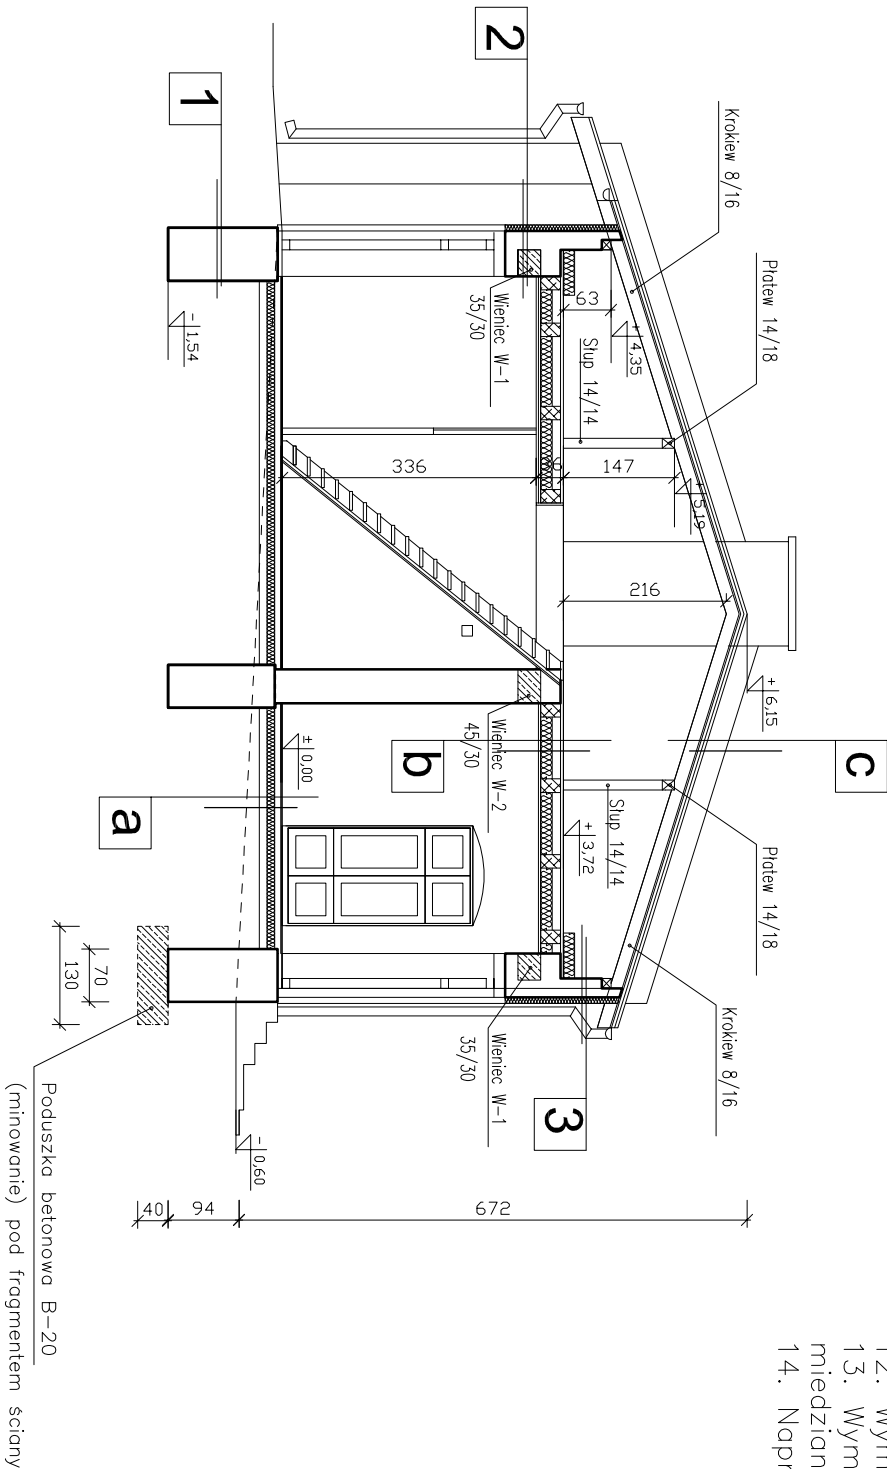 12. Wym
13. Wym
miedzian
14. Napr
c
Krokiew 8/16
Płatew 14/18
Płatew 14/18
Krokiew 8/16
+ 6,15
+ 5,19
+ 4,35
+ 3,72
63
147
216
Słup 14/14
Słup 14/14
2
3
b
Wieniec W-1
35/30
Wieniec W-2
45/30
Wieniec W-1
35/30
336
672
94
40
± 0,00
- 0,60
- 1,54
1
a
70
130
Poduszka betonowa B-20
(minowanie) pod fragmentem ściany